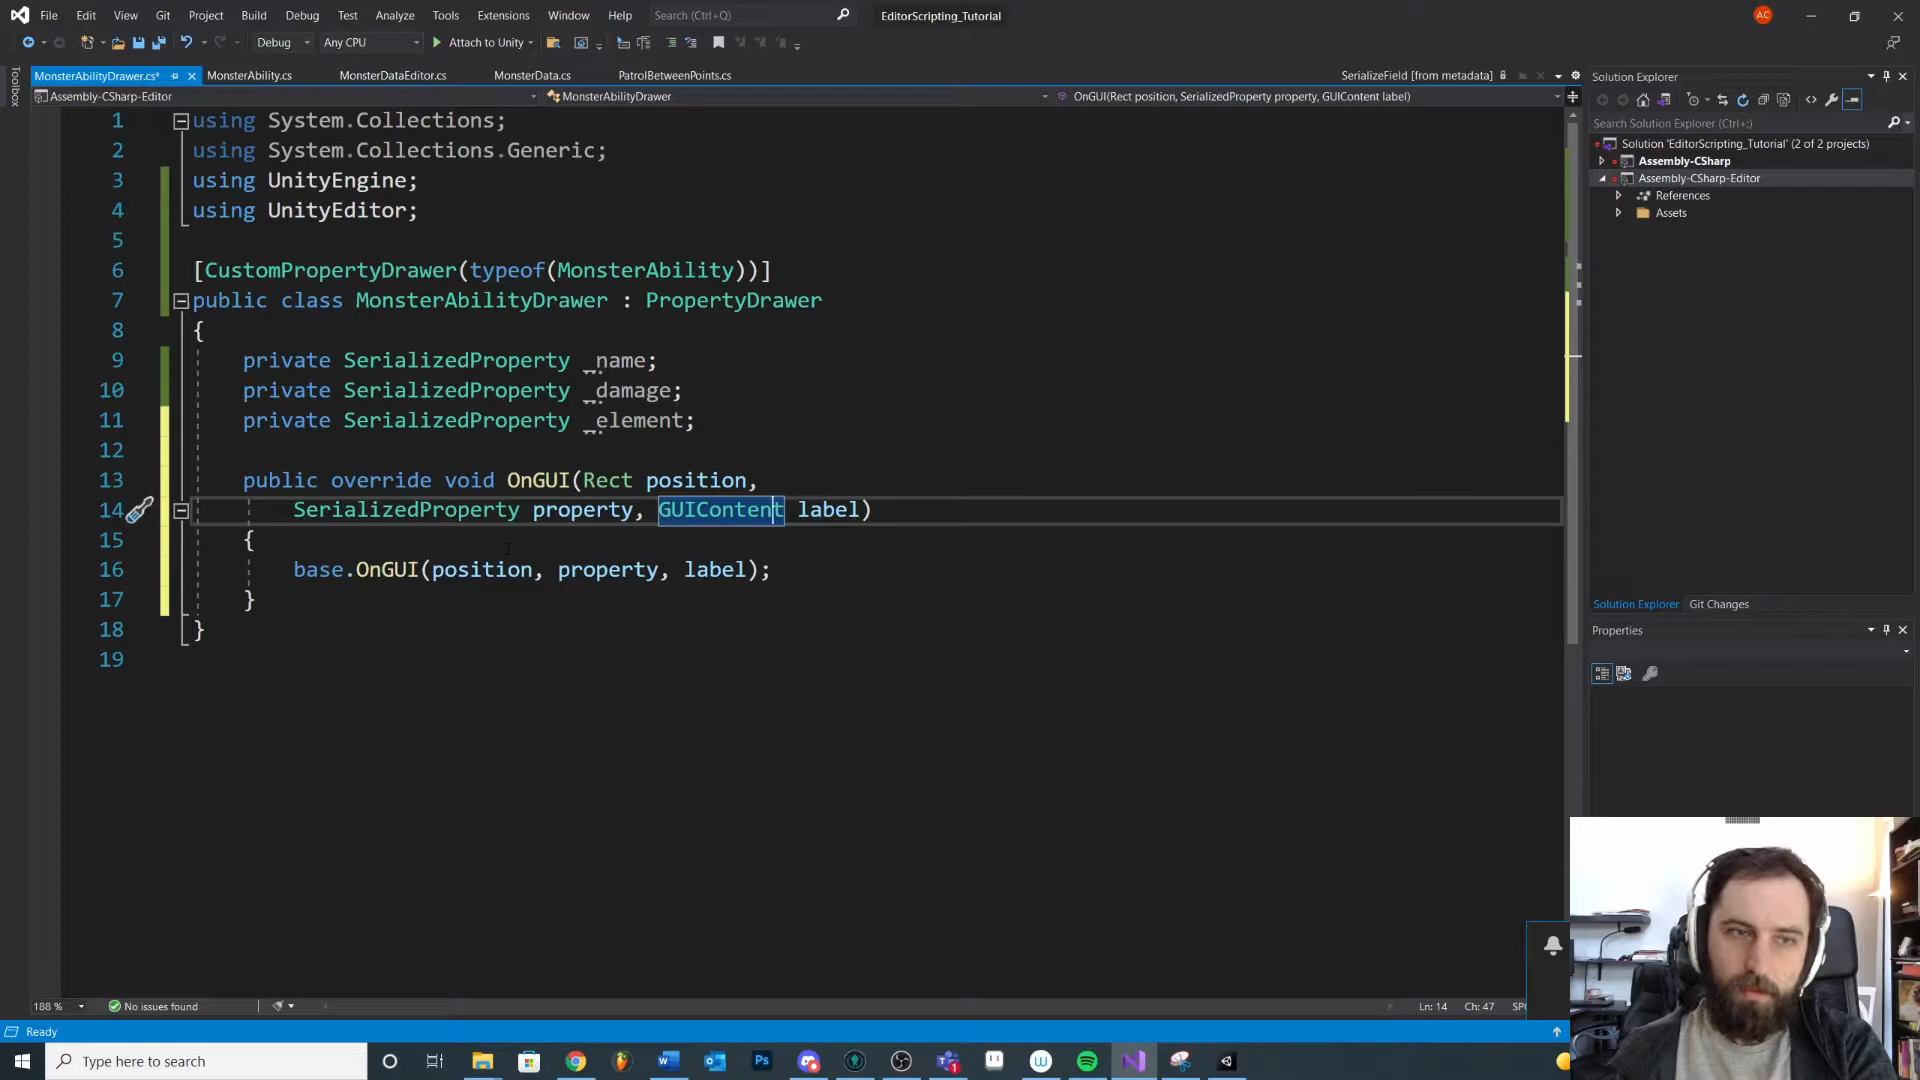 File Edit View Git Project Build Debug Test Analyze Tools Extensions Window Help Search (Ctrl+Q) EditorScripting_Tutorial AC
Debug Any CPU Attach to Unity
MonsterAbilityDrawer.cs* MonsterAbility.cs MonsterDataEditor.cs MonsterData.cs PatrolBetweenPoints.cs SerializeField [from metadata]
Assembly-CSharp-Editor MonsterAbilityDrawer OnGUI(Rect position, SerializedProperty property, GUIContent label)
Toolbox
1 using System.Collections;
2 using System.Collections.Generic;
3 using UnityEngine;
4 using UnityEditor;
5
6 [CustomPropertyDrawer(typeof(MonsterAbility))]
7 public class MonsterAbilityDrawer : PropertyDrawer
8 {
9 private SerializedProperty _name;
10 private SerializedProperty _damage;
11 private SerializedProperty _element;
12
13 public override void OnGUI(Rect position,
14 SerializedProperty property, GUIContent label)
15 {
16 base.OnGUI(position, property, label);
17 }
18 }
19
Solution Explorer
Search Solution Explorer (Ctrl+;)
Solution 'EditorScripting_Tutorial' (2 of 2 projects)
Assembly-CSharp
Assembly-CSharp-Editor
References
Assets
Solution Explorer Git Changes
Properties
188 % No issues found Ln: 14 Ch: 47
Ready
Type here to search